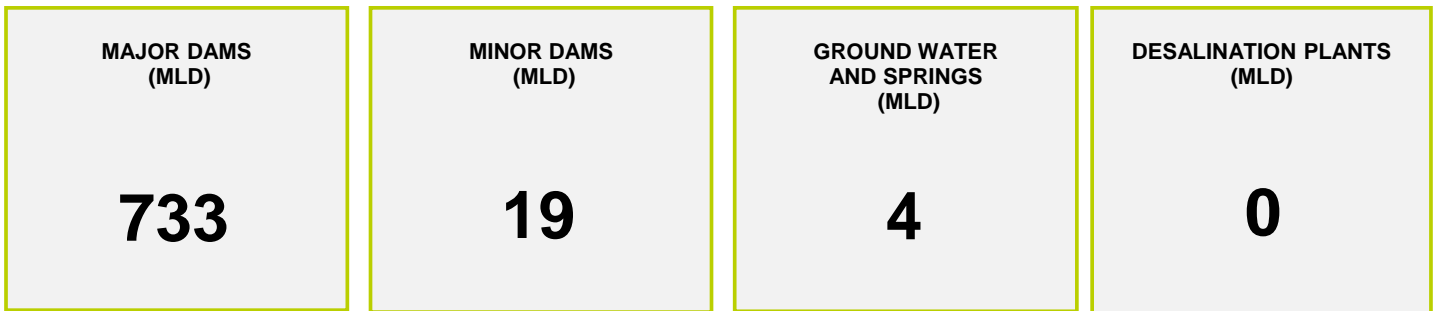 MAJOR DAMS
(MLD)
733
MINOR DAMS
(MLD)
19
GROUND WATER
AND SPRINGS
(MLD)
4
DESALINATION PLANTS
(MLD)
0